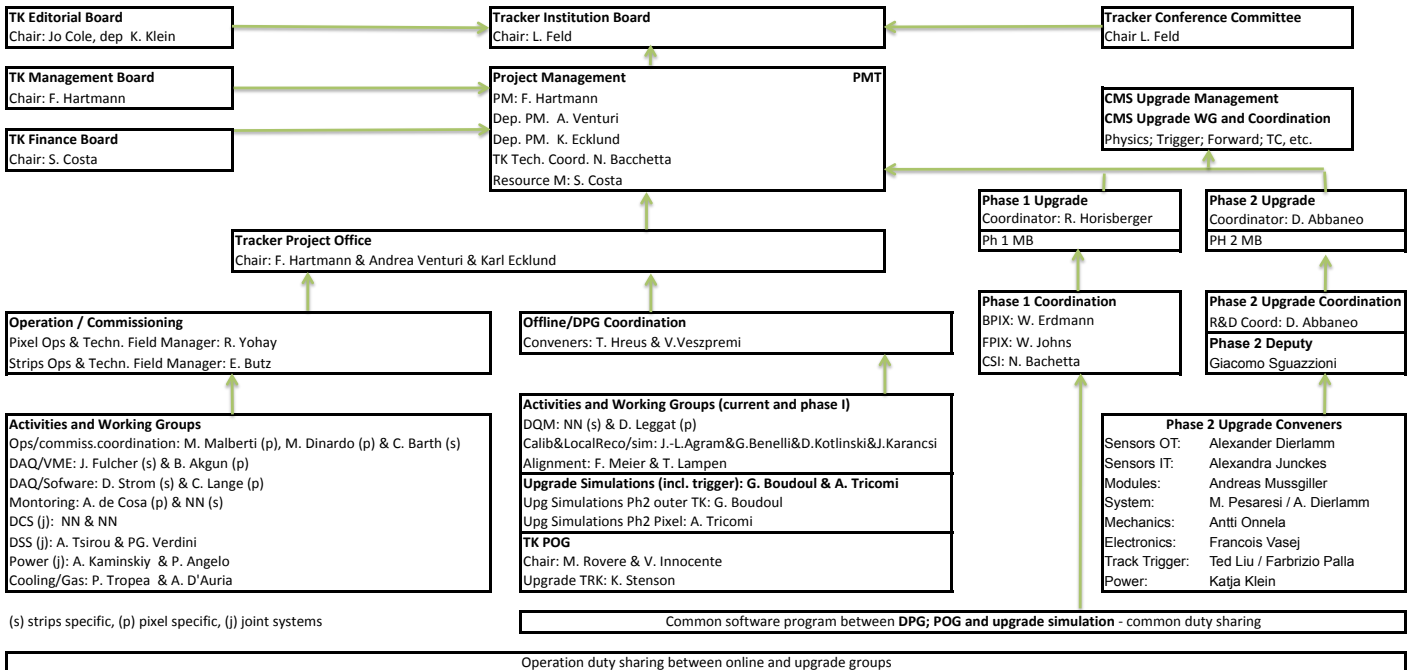 TK Editorial Board
Chair: Jo Cole, dep K. Klein
Tracker Institution Board
Chair: L. Feld
Tracker Conference Committee
Chair L. Feld
TK Management Board
Chair: F. Hartmann
TK Finance Board
Chair: S. Costa
Project Management PMT
PM: F. Hartmann
Dep. PM. A. Venturi
Dep. PM. K. Ecklund
TK Tech. Coord. N. Bacchetta
Resource M: S. Costa
CMS Upgrade Management
CMS Upgrade WG and Coordination
Physics; Trigger; Forward; TC, etc.
Phase 1 Upgrade
Coordinator: R. Horisberger
Ph 1 MB
Phase 2 Upgrade
Coordinator: D. Abbaneo
PH 2 MB
Tracker Project Office
Chair: F. Hartmann & Andrea Venturi & Karl Ecklund
Operation / Commissioning
Pixel Ops & Techn. Field Manager: R. Yohay
Strips Ops & Techn. Field Manager: E. Butz
Offline/DPG Coordination
Conveners: T. Hreus & V.Veszpremi
Phase 1 Coordination
BPIX: W. Erdmann
FPIX: W. Johns
CSI: N. Bachetta
Phase 2 Upgrade Coordination
R&D Coord: D. Abbaneo
Phase 2 Deputy
Giacomo Sguazzioni
Activities and Working Groups
Ops/commiss.coordination: M. Malberti (p), M. Dinardo (p) & C. Barth (s)
DAQ/VME: J. Fulcher (s) & B. Akgun (p)
DAQ/Sofware: D. Strom (s) & C. Lange (p)
Montoring: A. de Cosa (p) & NN (s)
DCS (j): NN & NN
DSS (j): A. Tsirou & PG. Verdini
Power (j): A. Kaminskiy & P. Angelo
Cooling/Gas: P. Tropea & A. D'Auria
Activities and Working Groups (current and phase I)
DQM: NN (s) & D. Leggat (p)
Calib&LocalReco/sim: J.-L.Agram&G.Benelli&D.Kotlinski&J.Karancsi
Alignment: F. Meier & T. Lampen
Upgrade Simulations (incl. trigger): G. Boudoul & A. Tricomi
Upg Simulations Ph2 outer TK: G. Boudoul
Upg Simulations Ph2 Pixel: A. Tricomi
TK POG
Chair: M. Rovere & V. Innocente
Upgrade TRK: K. Stenson
Phase 2 Upgrade Conveners
Sensors OT: Alexander Dierlamm
Sensors IT: Alexandra Junckes
Modules: Andreas Mussgiller
System: M. Pesaresi / A. Dierlamm
Mechanics: Antti Onnela
Electronics: Francois Vasej
Track Trigger: Ted Liu / Farbrizio Palla
Power: Katja Klein
(s) strips specific, (p) pixel specific, (j) joint systems
Common software program between DPG; POG and upgrade simulation - common duty sharing
Operation duty sharing between online and upgrade groups